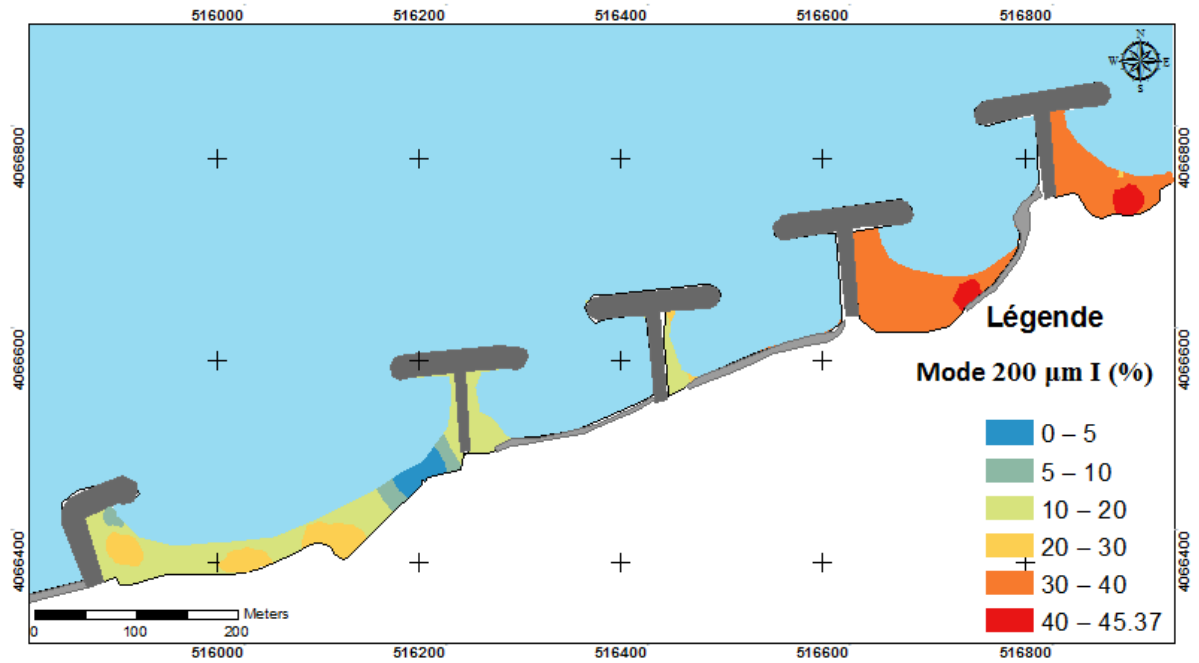 516000 516200 516400 516600 516800
N
W E
S
4066800 4066800
4066600 4066600
4066400 4066400
Légende
Mode 200 µm I (%)
0 – 5
5 – 10
10 – 20
20 – 30
30 – 40
40 – 45.37
Meters
0 100 200
516000 516200 516400 516600 516800